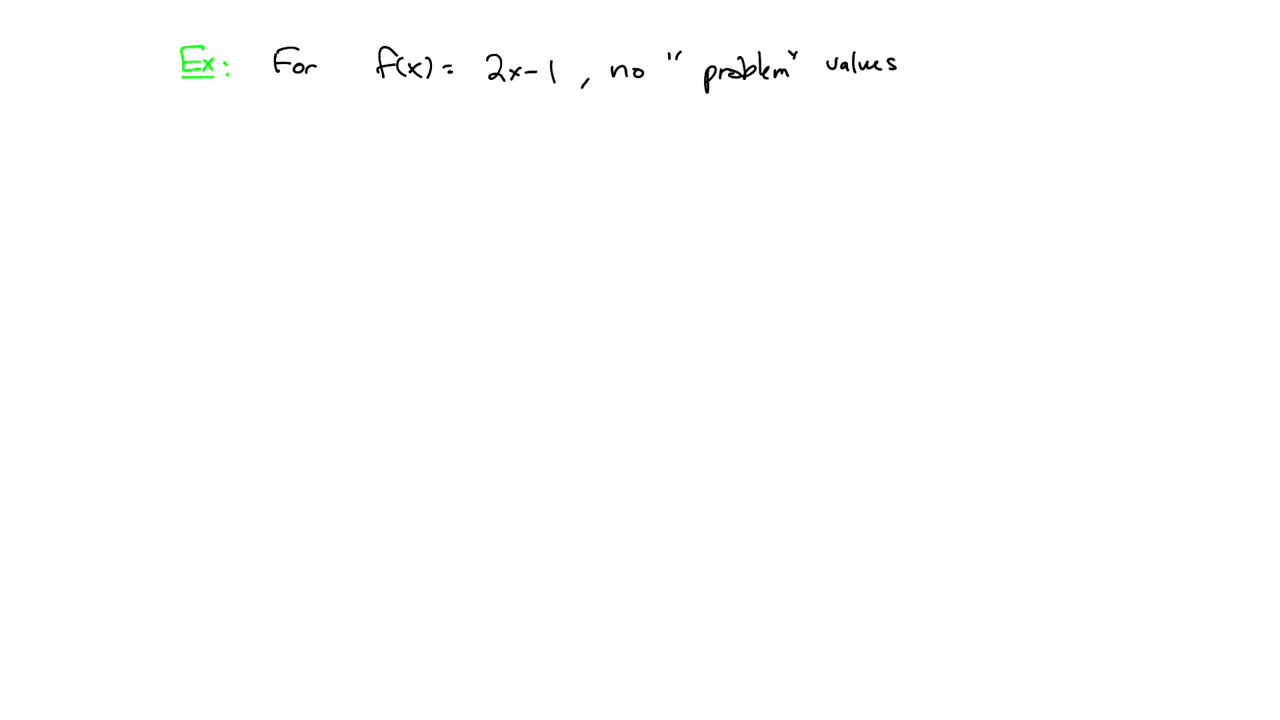 Ex: For f(x) = 2x-1, no "problem" values